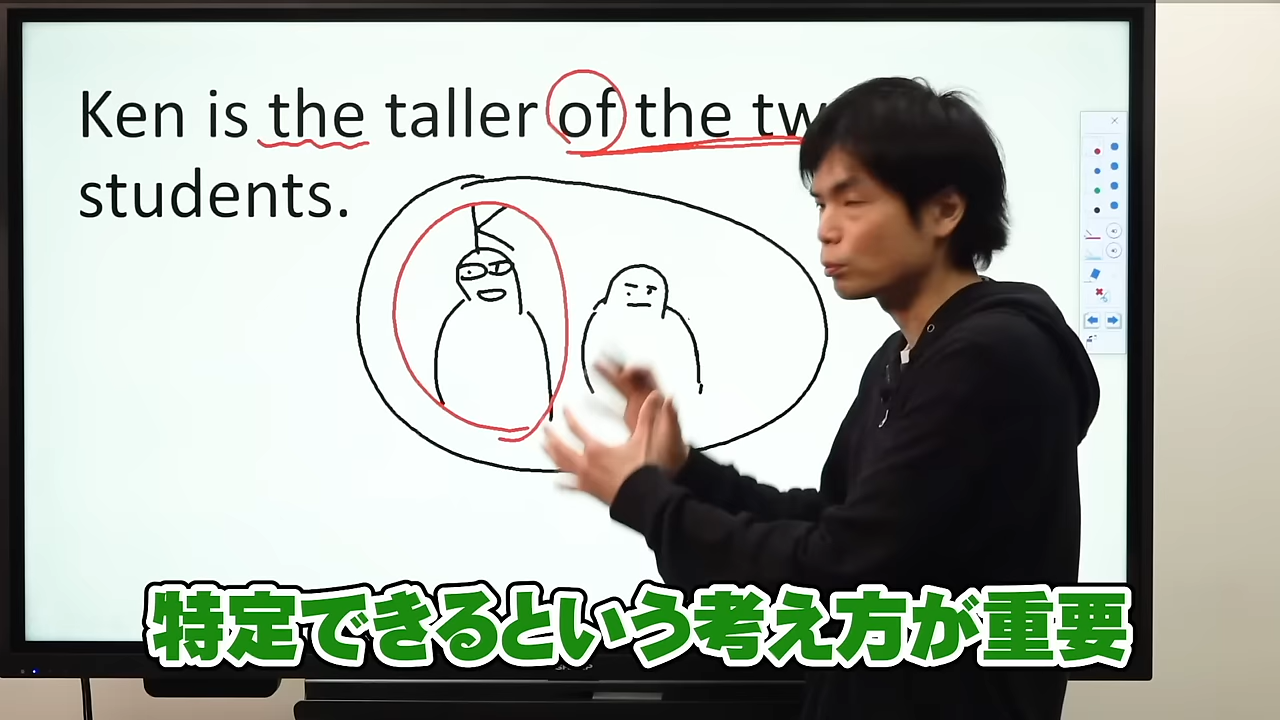 Ken is the taller of the
students.
K
特定できるという考え方が重要